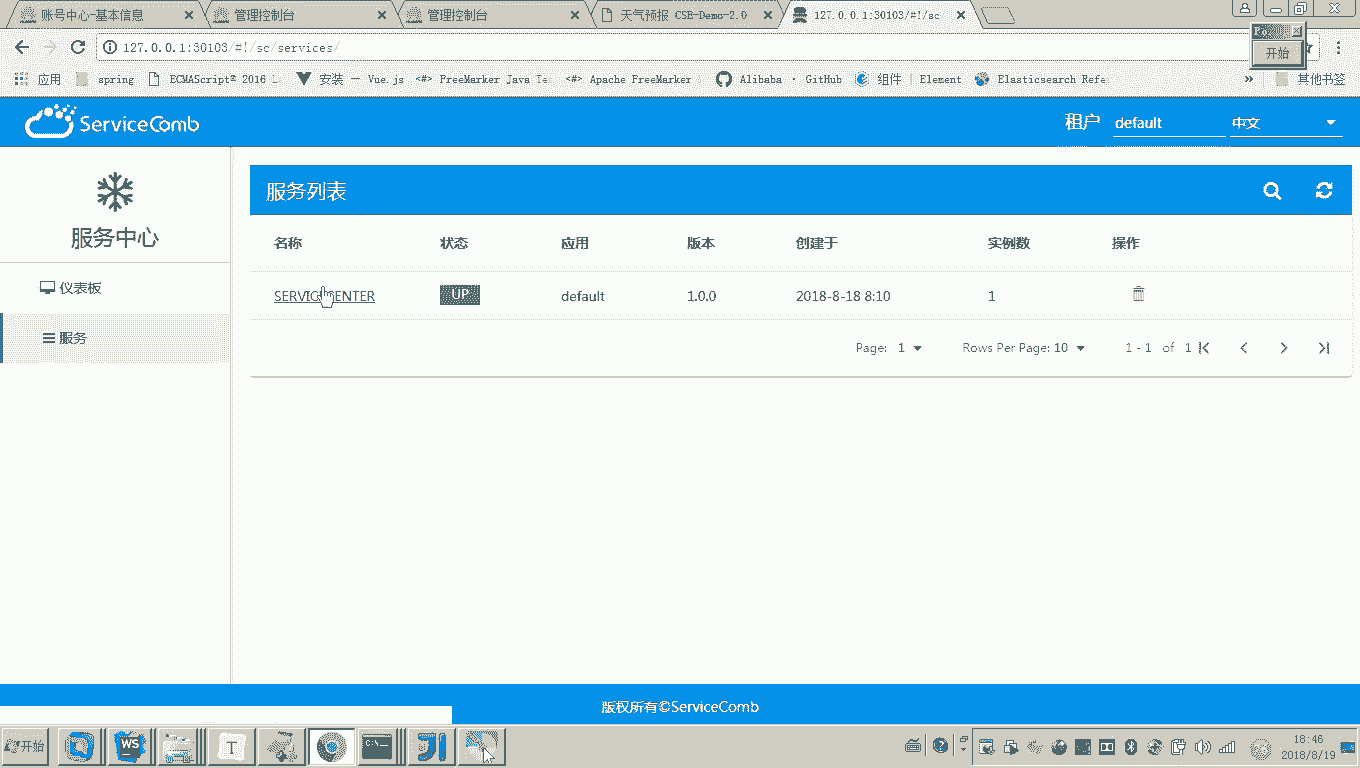 账号中心-基本信息
管理控制台
管理控制台
天气预报 CSE-Demo-2.0
127.0.0.1:30103/#!/sc
127.0.0.1:30103/#!/sc/services/
开始
应用
spring
ECMAScript® 2016 L
安装 — Vue.js
FreeMarker Java Te
Apache FreeMarker
Alibaba · GitHub
组件 | Element
Elasticsearch Refe
»
其他书签
ServiceComb
租户 default 中文
服务中心
仪表板
服务
服务列表
名称 状态 应用 版本 创建于 实例数 操作
UP default 1.0.0 2018-8-18 8:10 1
Page: 1 Rows Per Page: 10 1 - 1 of 1
版权所有©ServiceComb
开始
WS
T
C:\
18:46
2018/8/19